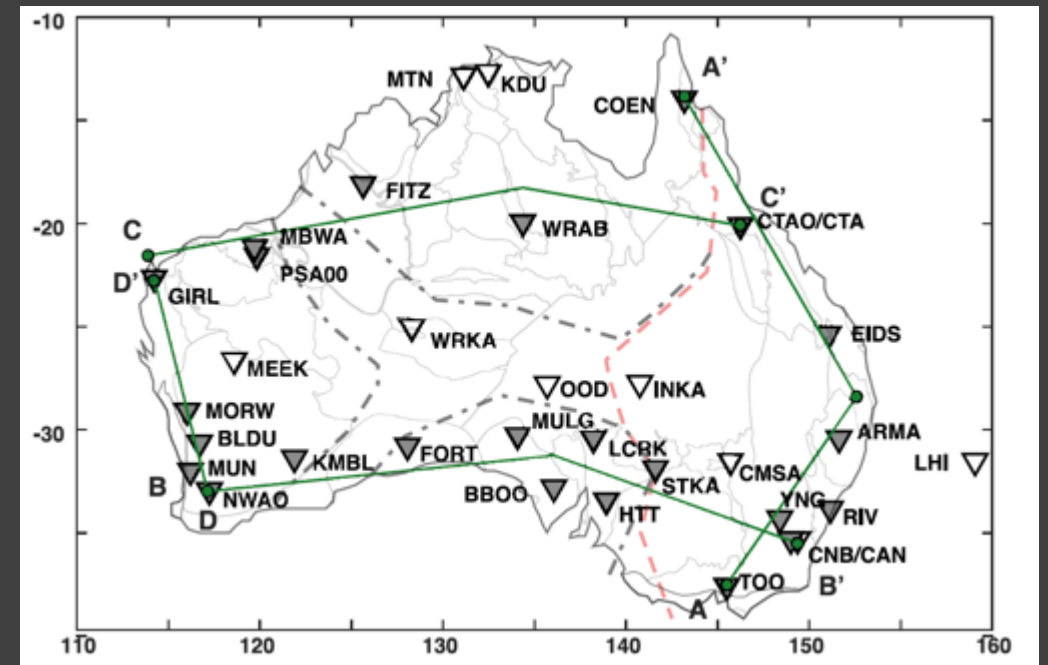 -10
A'
MTN
KDU
COEN
FITZ
C'
-20
C
WRAB
CTAO/CTA
MBWA
D'
PSA00
GIRL
WRKA
EIDS
MEEK
OOD
INKA
MORW
MULG
-30
BLDU
ARMA
LCRK
FORT
KMBL
MUN
LHI
CMSA
STKA
B
BBOO
NWAO
YNG
D
HTT
RIV
CNB/CAN
TOO
B'
A
110
120
130
140
150
160